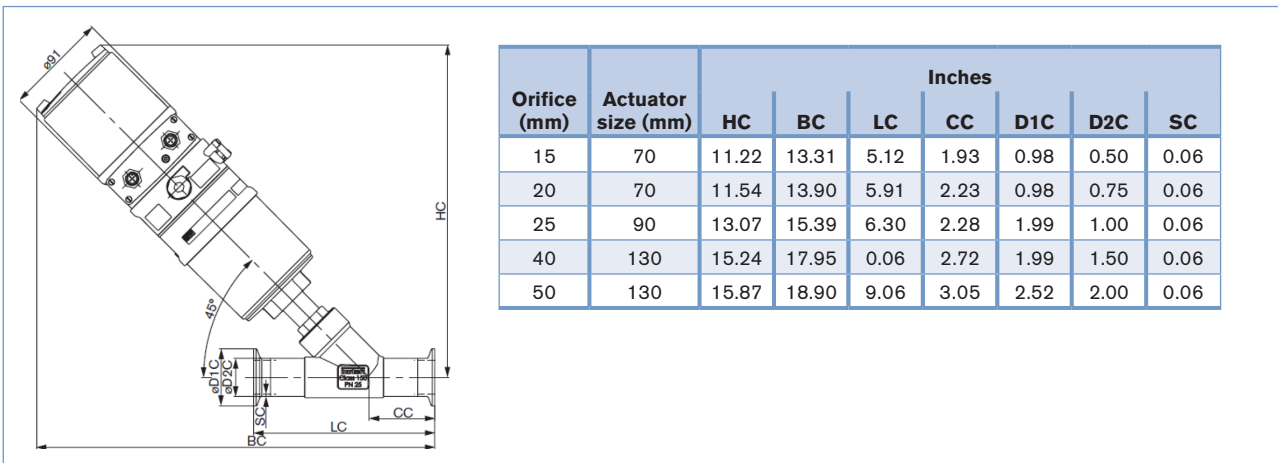 ø91
HC
45°
øD1C
øD2C
SC
CC
LC
BC
Class 150
PN 25
Inches
Orifice (mm) Actuator size (mm) HC BC LC CC D1C D2C SC
15 70 11.22 13.31 5.12 1.93 0.98 0.50 0.06
20 70 11.54 13.90 5.91 2.23 0.98 0.75 0.06
25 90 13.07 15.39 6.30 2.28 1.99 1.00 0.06
40 130 15.24 17.95 0.06 2.72 1.99 1.50 0.06
50 130 15.87 18.90 9.06 3.05 2.52 2.00 0.06